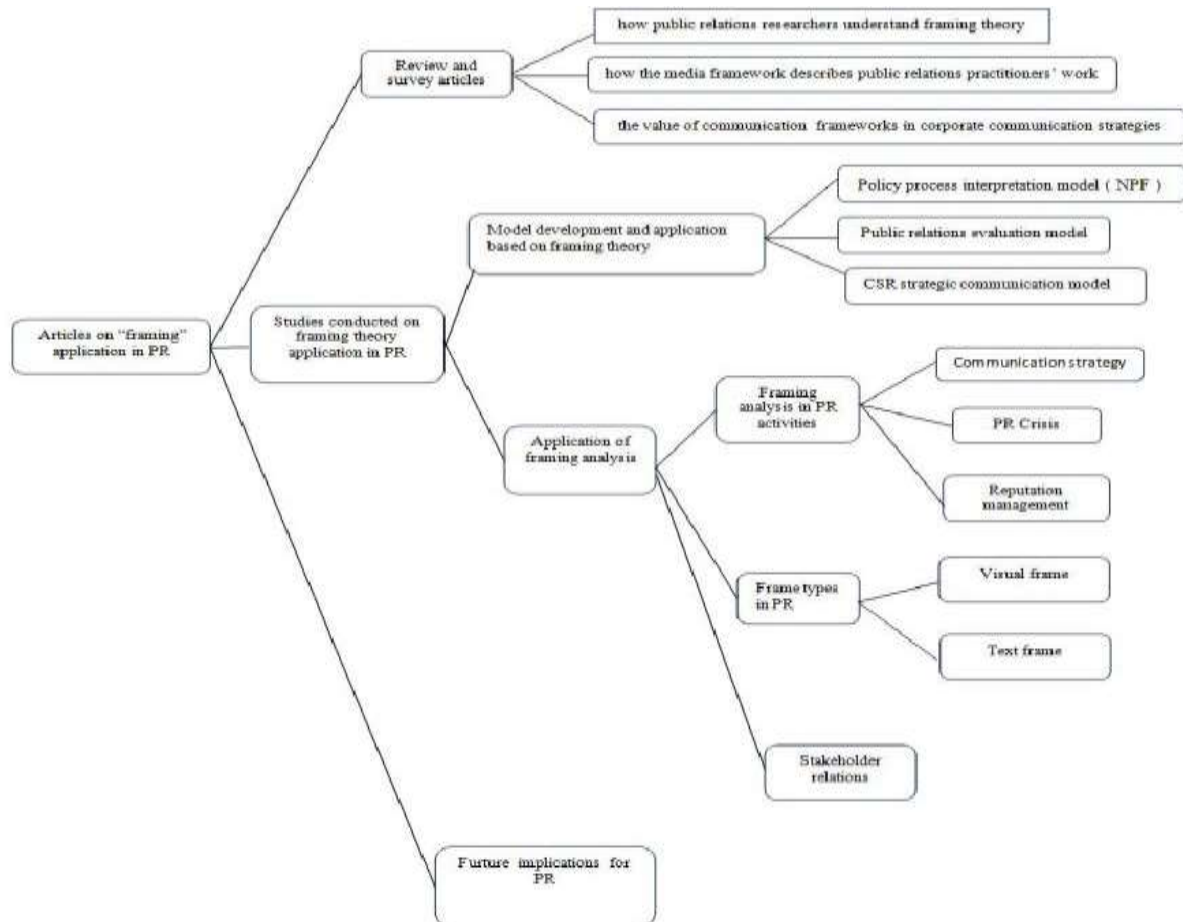 how public relations researchers understand framing theory
Review and
survey articles
how the media framework describes public relations practitioners' work
the value of communication frameworks in corporate communication strategies
Policy process interpretation model ( NPF )
Model development and application
based on framing theory
Public relations evaluation model
CSR strategic communication model
Articles on "framing"
application in PR
Studies conducted on
framing theory
application in PR
Framing
analysis in PR
activities
Communication strategy
PR Crisis
Application of
framing analysis
Reputation
management
Frame types
in PR
Visual frame
Text frame
Stakeholder
relations
Furture implications for
PR